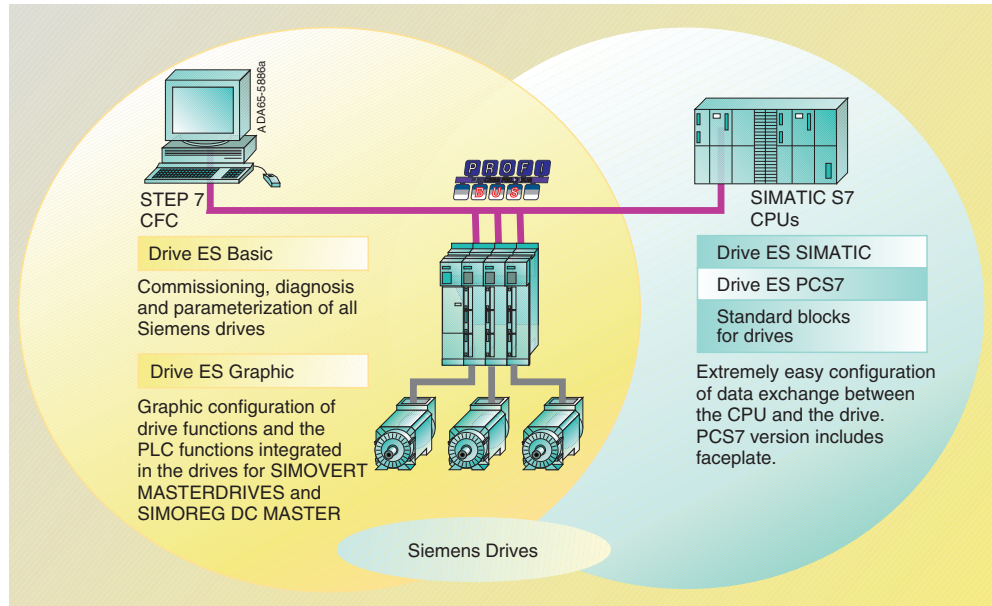 ADA65-5886a
PROFI
BUS
STEP 7
CFC
Drive ES Basic
Commissioning, diagnosis
and parameterization of all
Siemens drives
Drive ES Graphic
Graphic configuration of
drive functions and the
PLC functions integrated
in the drives for SIMOVERT
MASTERDRIVES and
SIMOREG DC MASTER
SIMATIC S7
CPUs
Drive ES SIMATIC
Drive ES PCS7
Standard blocks
for drives
Extremely easy configuration
of data exchange between
the CPU and the drive.
PCS7 version includes
faceplate.
Siemens Drives